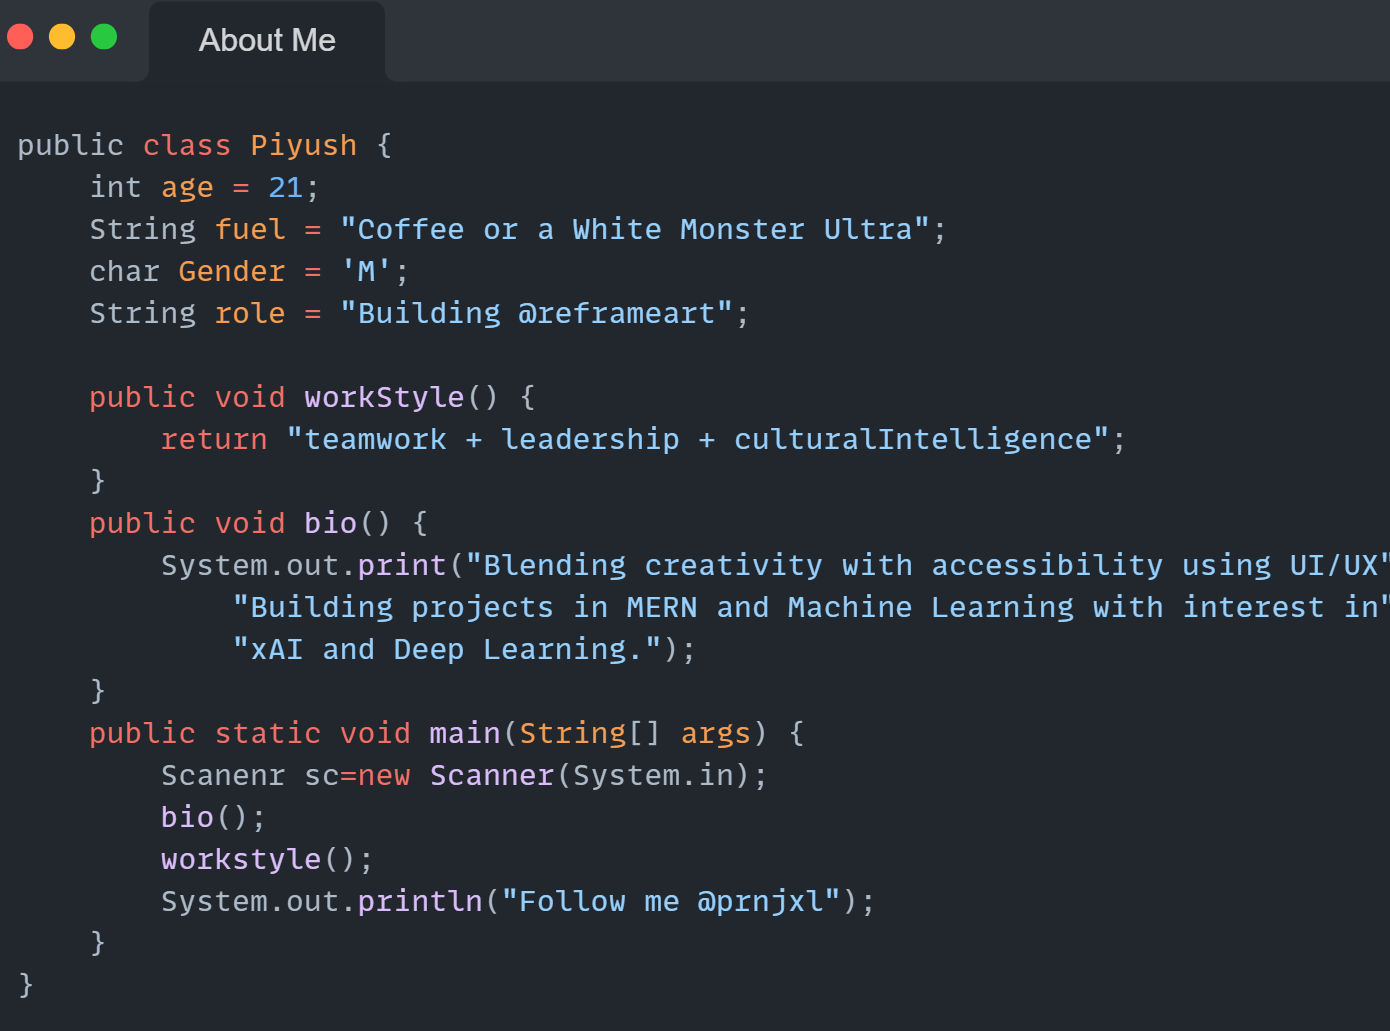 About Me
public class Piyush {
    int age = 21;
    String fuel = "Coffee or a White Monster Ultra";
    char Gender = 'M';
    String role = "Building @reframeart";

    public void workStyle() {
        return "teamwork + leadership + culturalIntelligence";
    }
    public void bio() {
        System.out.print("Blending creativity with accessibility using UI/UX"
            "Building projects in MERN and Machine Learning with interest in"
            "xAI and Deep Learning.");
    }
    public static void main(String[] args) {
        Scanenr sc=new Scanner(System.in);
        bio();
        workstyle();
        System.out.println("Follow me @prnjxl");
    }
}